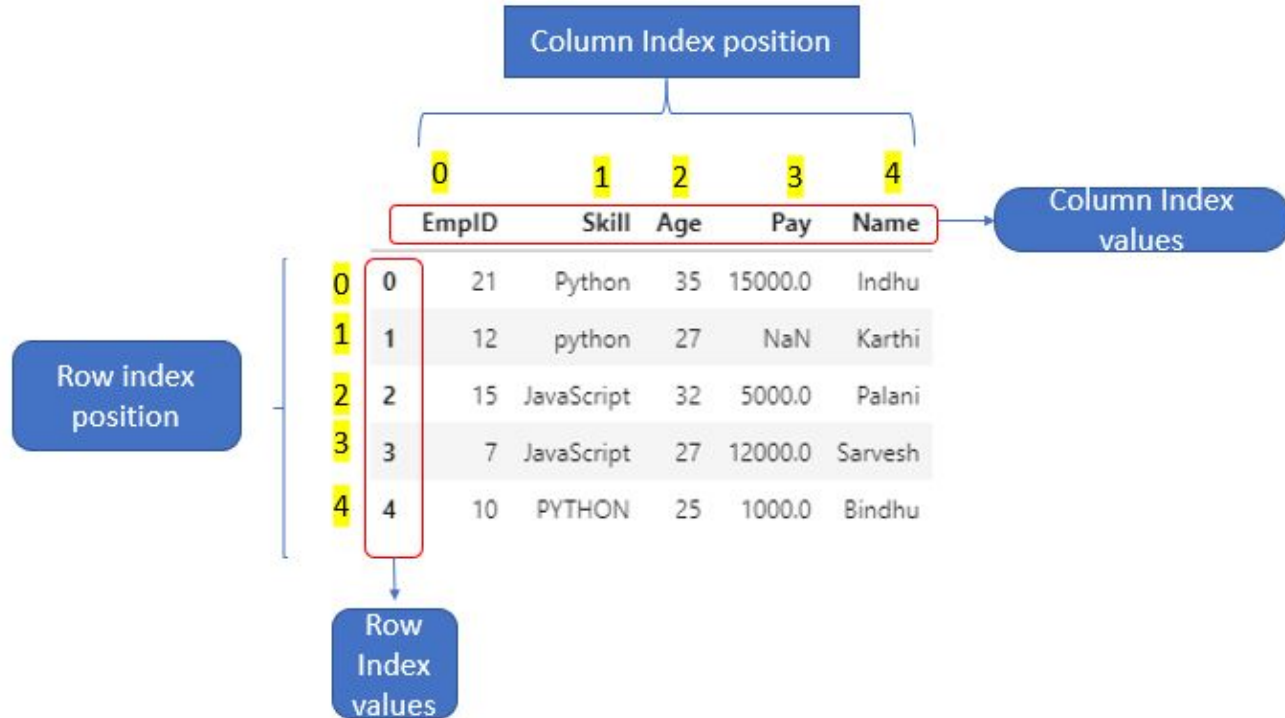 Column Index position
0 1 2 3 4
EmpID Skill Age Pay Name
Column Index
values
0 0 21 Python 35 15000.0 Indhu
1 1 12 python 27 NaN Karthi
Row index
position
2 2 15 JavaScript 32 5000.0 Palani
3 3 7 JavaScript 27 12000.0 Sarvesh
4 4 10 PYTHON 25 1000.0 Bindhu
Row
Index
values